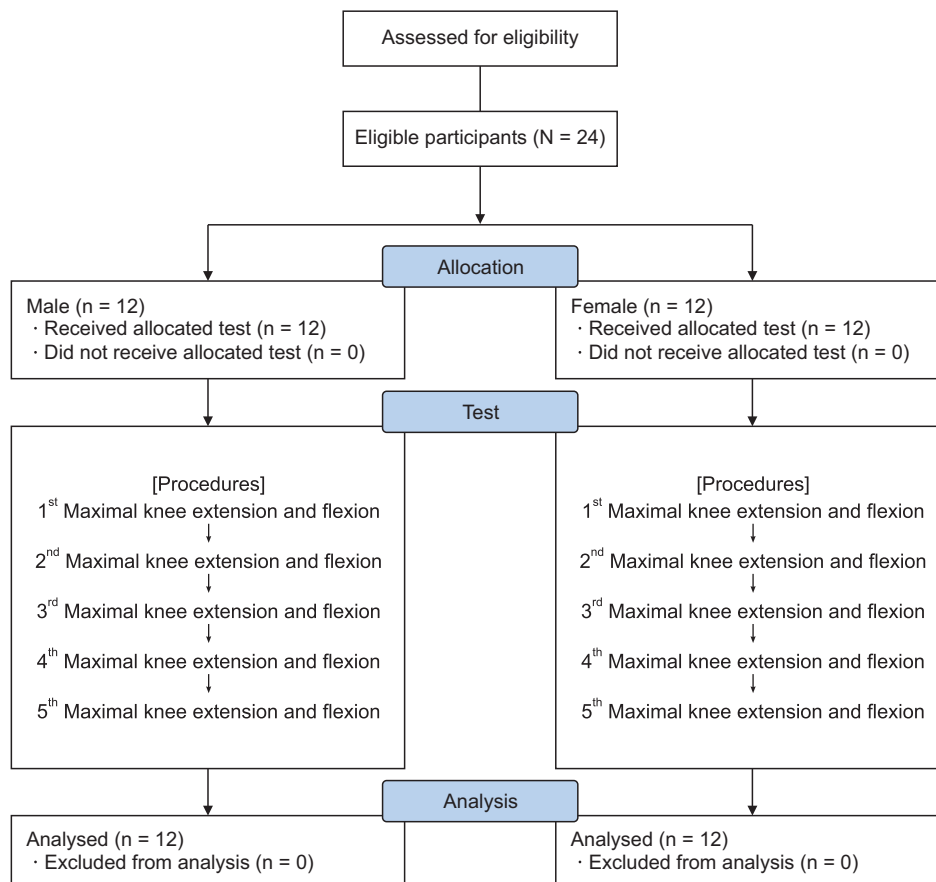 Assessed for eligibility
Eligible participants (N = 24)
Allocation
Male (n = 12)
· Received allocated test (n = 12)
· Did not receive allocated test (n = 0)
Female (n = 12)
· Received allocated test (n = 12)
· Did not receive allocated test (n = 0)
Test
[Procedures]
1st Maximal knee extension and flexion
2nd Maximal knee extension and flexion
3rd Maximal knee extension and flexion
4th Maximal knee extension and flexion
5th Maximal knee extension and flexion
[Procedures]
1st Maximal knee extension and flexion
2nd Maximal knee extension and flexion
3rd Maximal knee extension and flexion
4th Maximal knee extension and flexion
5th Maximal knee extension and flexion
Analysis
Analysed (n = 12)
· Excluded from analysis (n = 0)
Analysed (n = 12)
· Excluded from analysis (n = 0)